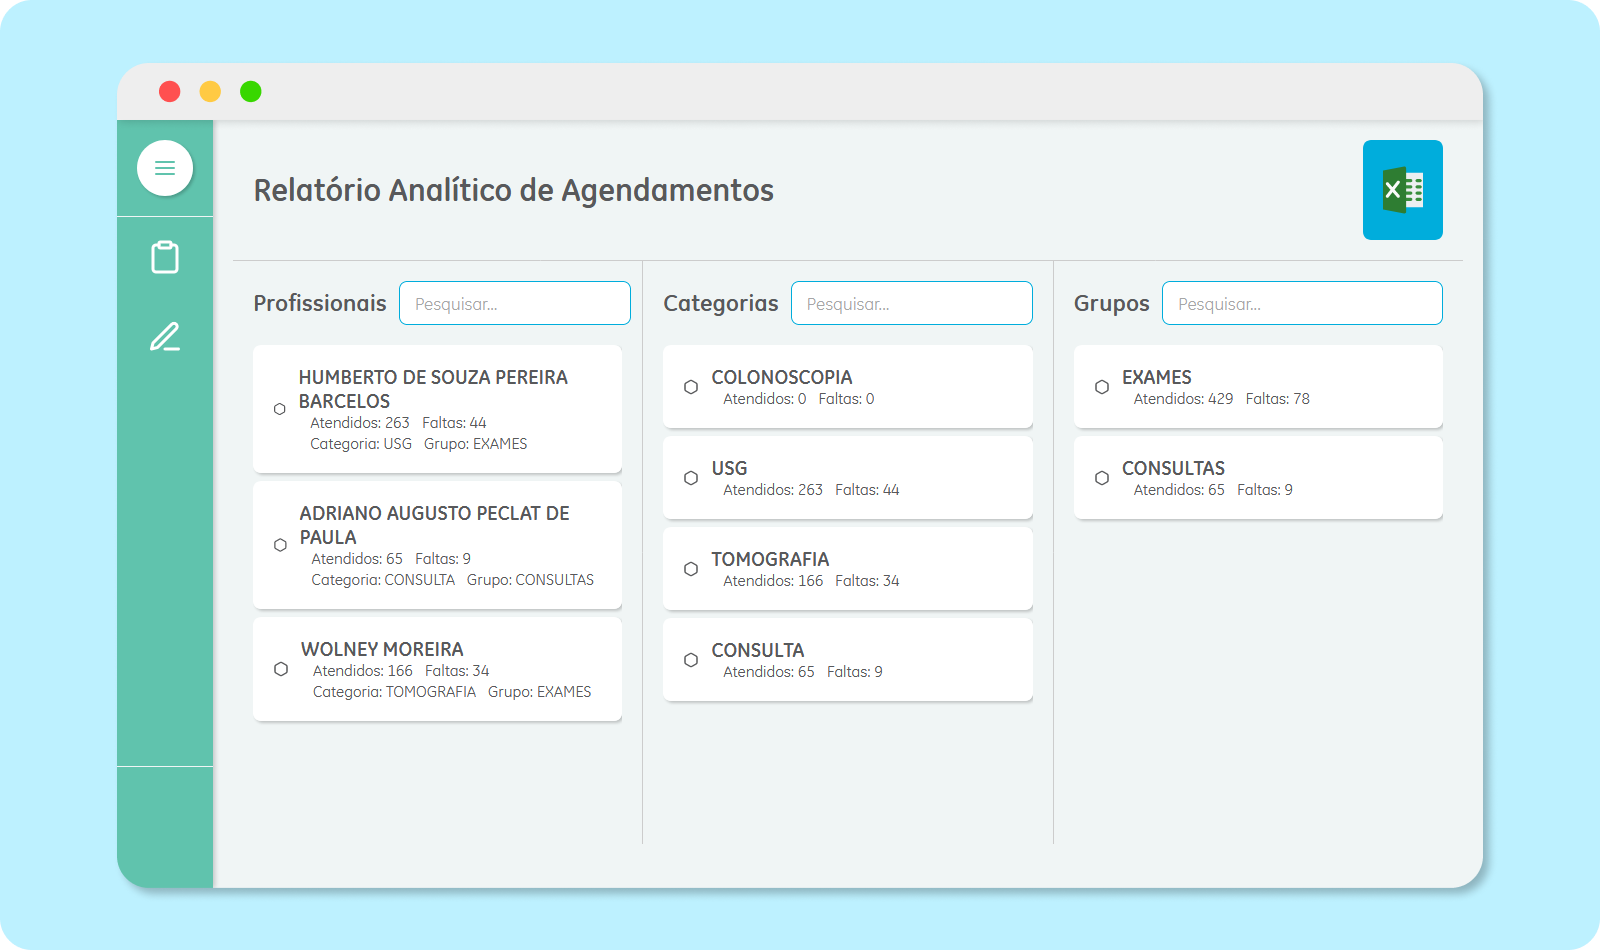 Relatório Analítico de Agendamentos
X
Profissionais
Pesquisar...
HUMBERTO DE SOUZA PEREIRA
BARCELOS
Atendidos: 263 Faltas: 44
Categoria: USG Grupo: EXAMES
ADRIANO AUGUSTO PECLAT DE
PAULA
Atendidos: 65 Faltas: 9
Categoria: CONSULTA Grupo: CONSULTAS
WOLNEY MOREIRA
Atendidos: 166 Faltas: 34
Categoria: TOMOGRAFIA Grupo: EXAMES
Categorias
Pesquisar...
COLONOSCOPIA
Atendidos: 0 Faltas: 0
USG
Atendidos: 263 Faltas: 44
TOMOGRAFIA
Atendidos: 166 Faltas: 34
CONSULTA
Atendidos: 65 Faltas: 9
Grupos
Pesquisar...
EXAMES
Atendidos: 429 Faltas: 78
CONSULTAS
Atendidos: 65 Faltas: 9